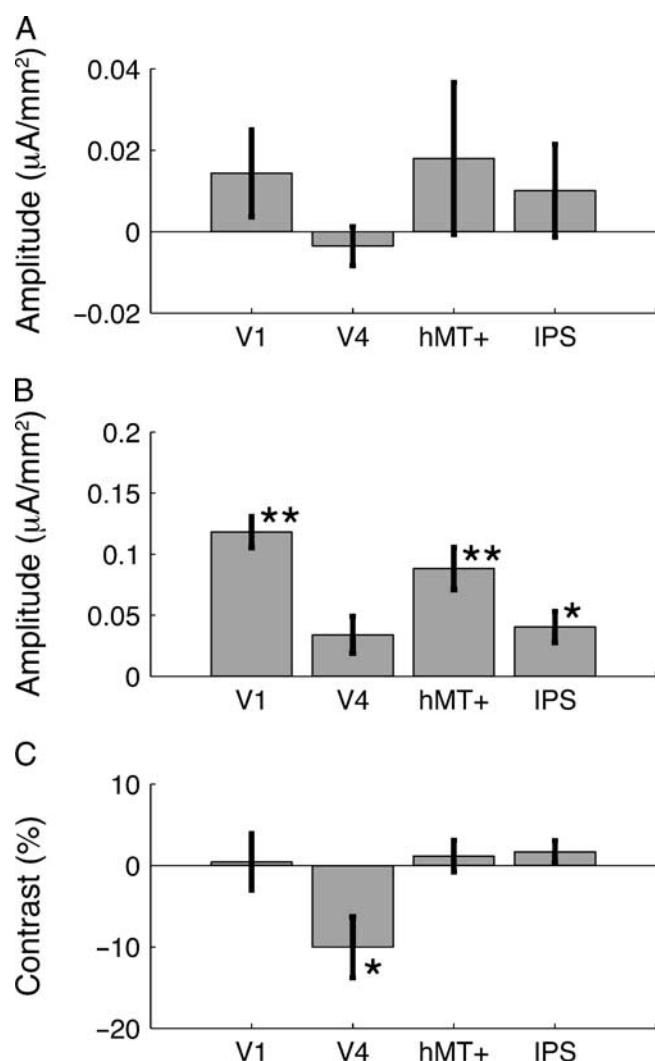 A
Amplitude (μA/mm²)
0.04
0.02
0
−0.02
V1 V4 hMT+ IPS
B
Amplitude (μA/mm²)
0.2
0.15
0.1
0.05
0
** ** *
V1 V4 hMT+ IPS
C
Contrast (%)
10
0
−10
−20
*
V1 V4 hMT+ IPS